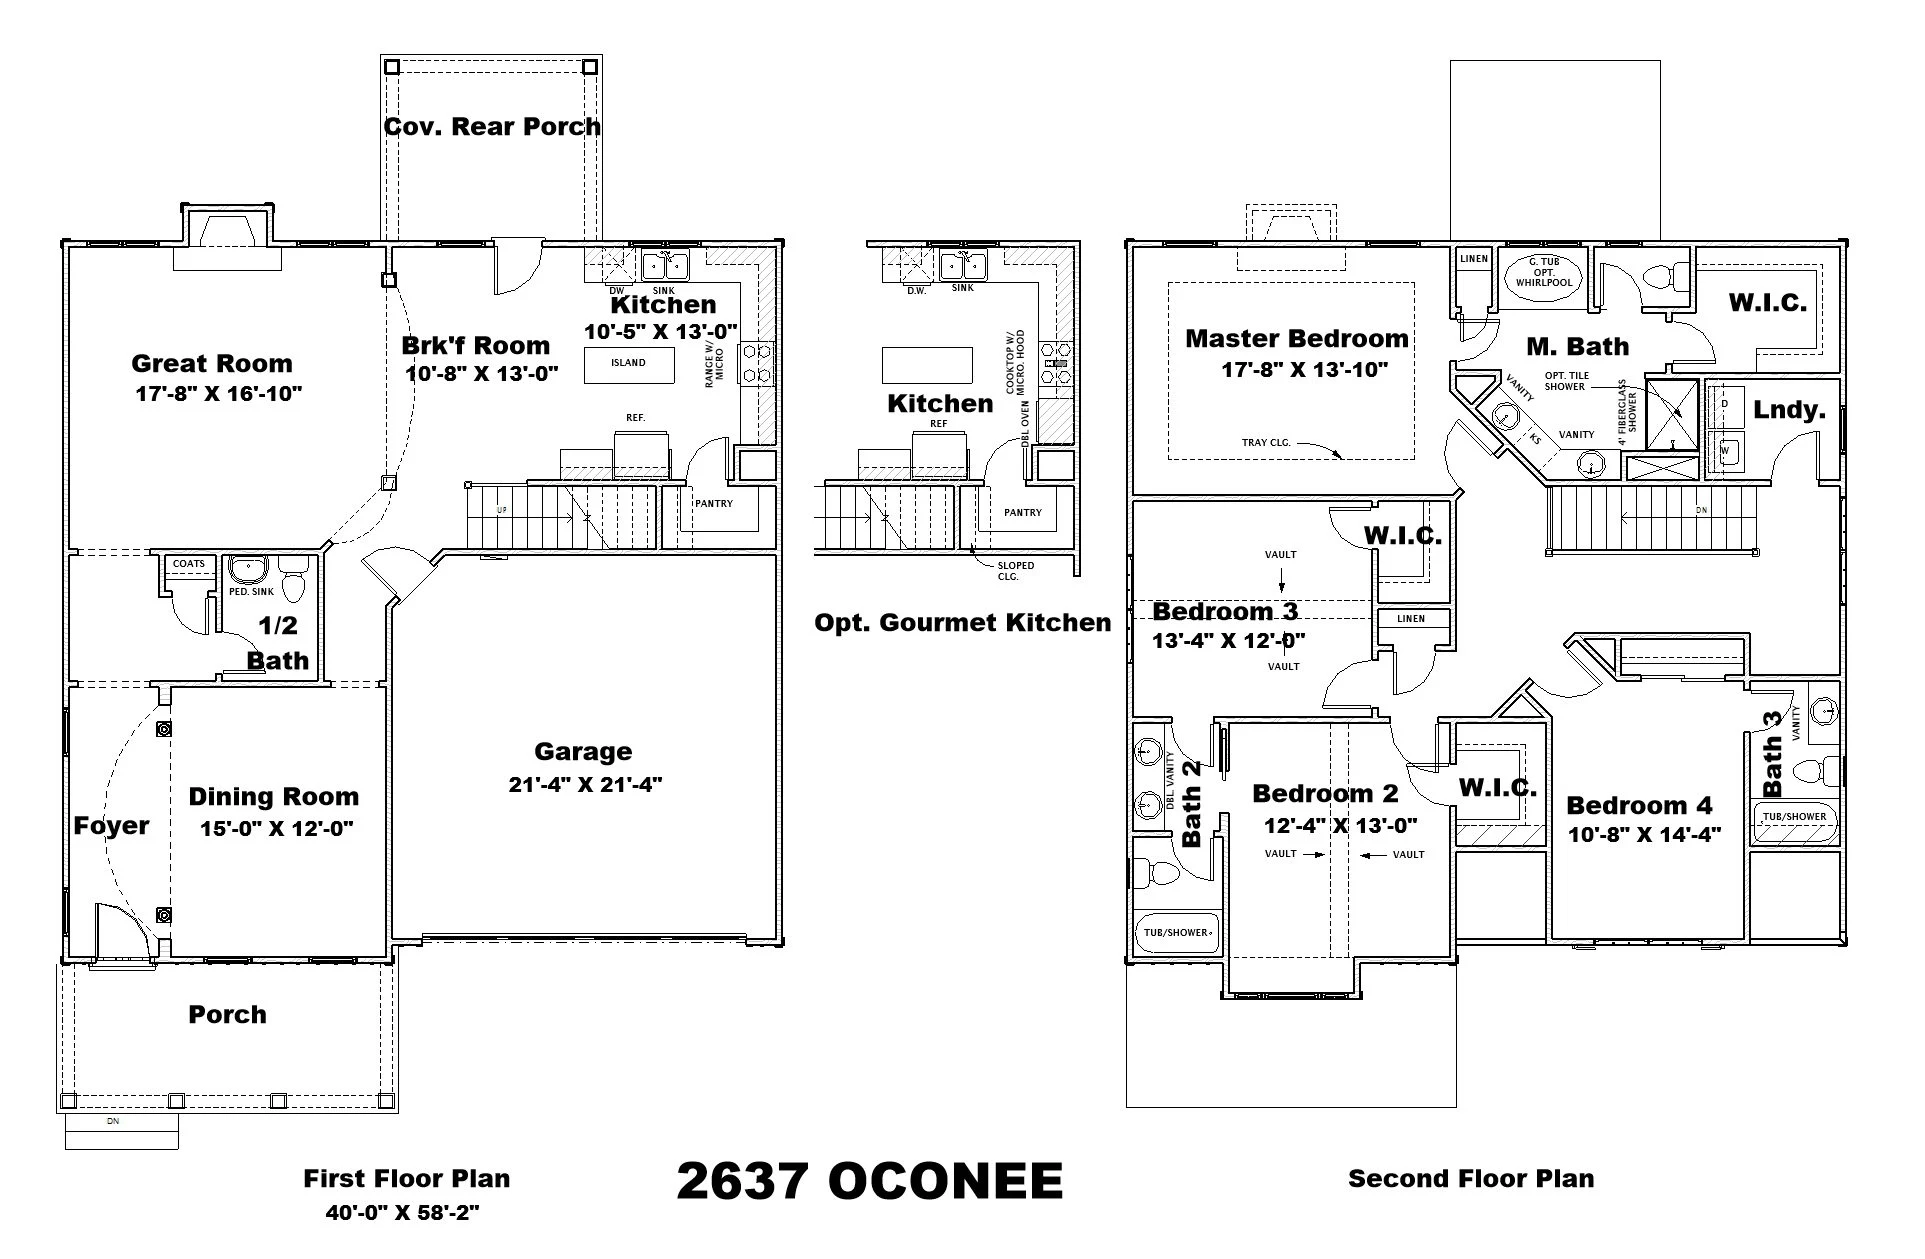 Cov. Rear Porch
Great Room
17'-8" X 16'-10"
Brk'f Room
10'-8" X 13'-0"
DW
SINK
Kitchen
10'-5" X 13'-0"
ISLAND
RANGE W/
MICRO
REF.
UP
PANTRY
COATS
PED. SINK
1/2
Bath
Garage
21'-4" X 21'-4"
Dining Room
15'-0" X 12'-0"
Foyer
Porch
DN
First Floor Plan
40'-0" X 58'-2"
D.W.
SINK
COOKTOP W/
MICRO. HOOD
Kitchen
REF
DBL OVEN
PANTRY
SLOPED
CLG.
Opt. Gourmet Kitchen
2637 OCONEE
LINEN
G. TUB
OPT.
WHIRLPOOL
W.I.C.
Master Bedroom
17'-8" X 13'-10"
M. Bath
OPT. TILE
SHOWER
VANITY
KS
VANITY
4' FIBERGLASS
SHOWER
D
W
Lndy.
TRAY CLG.
DN
W.I.C.
VAULT
Bedroom 3
13'-4" X 12'-0"
VAULT
LINEN
DBL. VANITY
Bath 2
TUB/SHOWER
Bedroom 2
12'-4" X 13'-0"
VAULT
VAULT
W.I.C.
Bedroom 4
10'-8" X 14'-4"
Bath 3
VANITY
TUB/SHOWER
Second Floor Plan